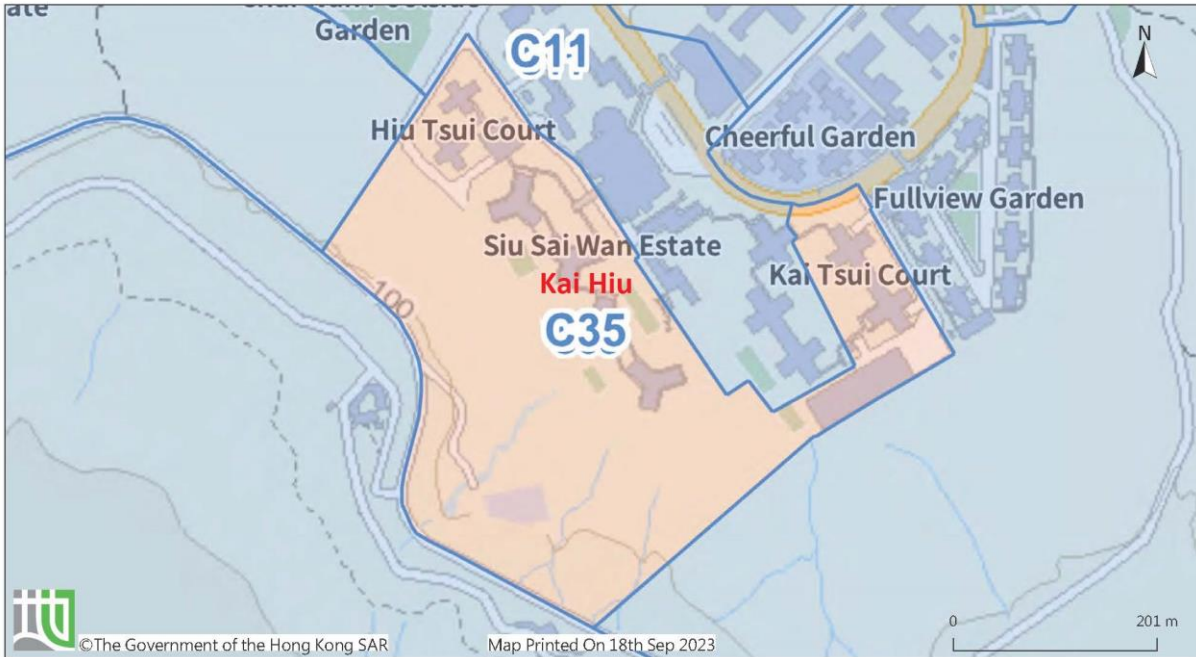 Garden
C11
N
Hiu Tsui Court
Cheerful Garden
Fullview Garden
Siu Sai Wan Estate
Kai Tsui Court
Kai Hiu
100
C35
©The Government of the Hong Kong SAR
Map Printed On 18th Sep 2023
0
201 m